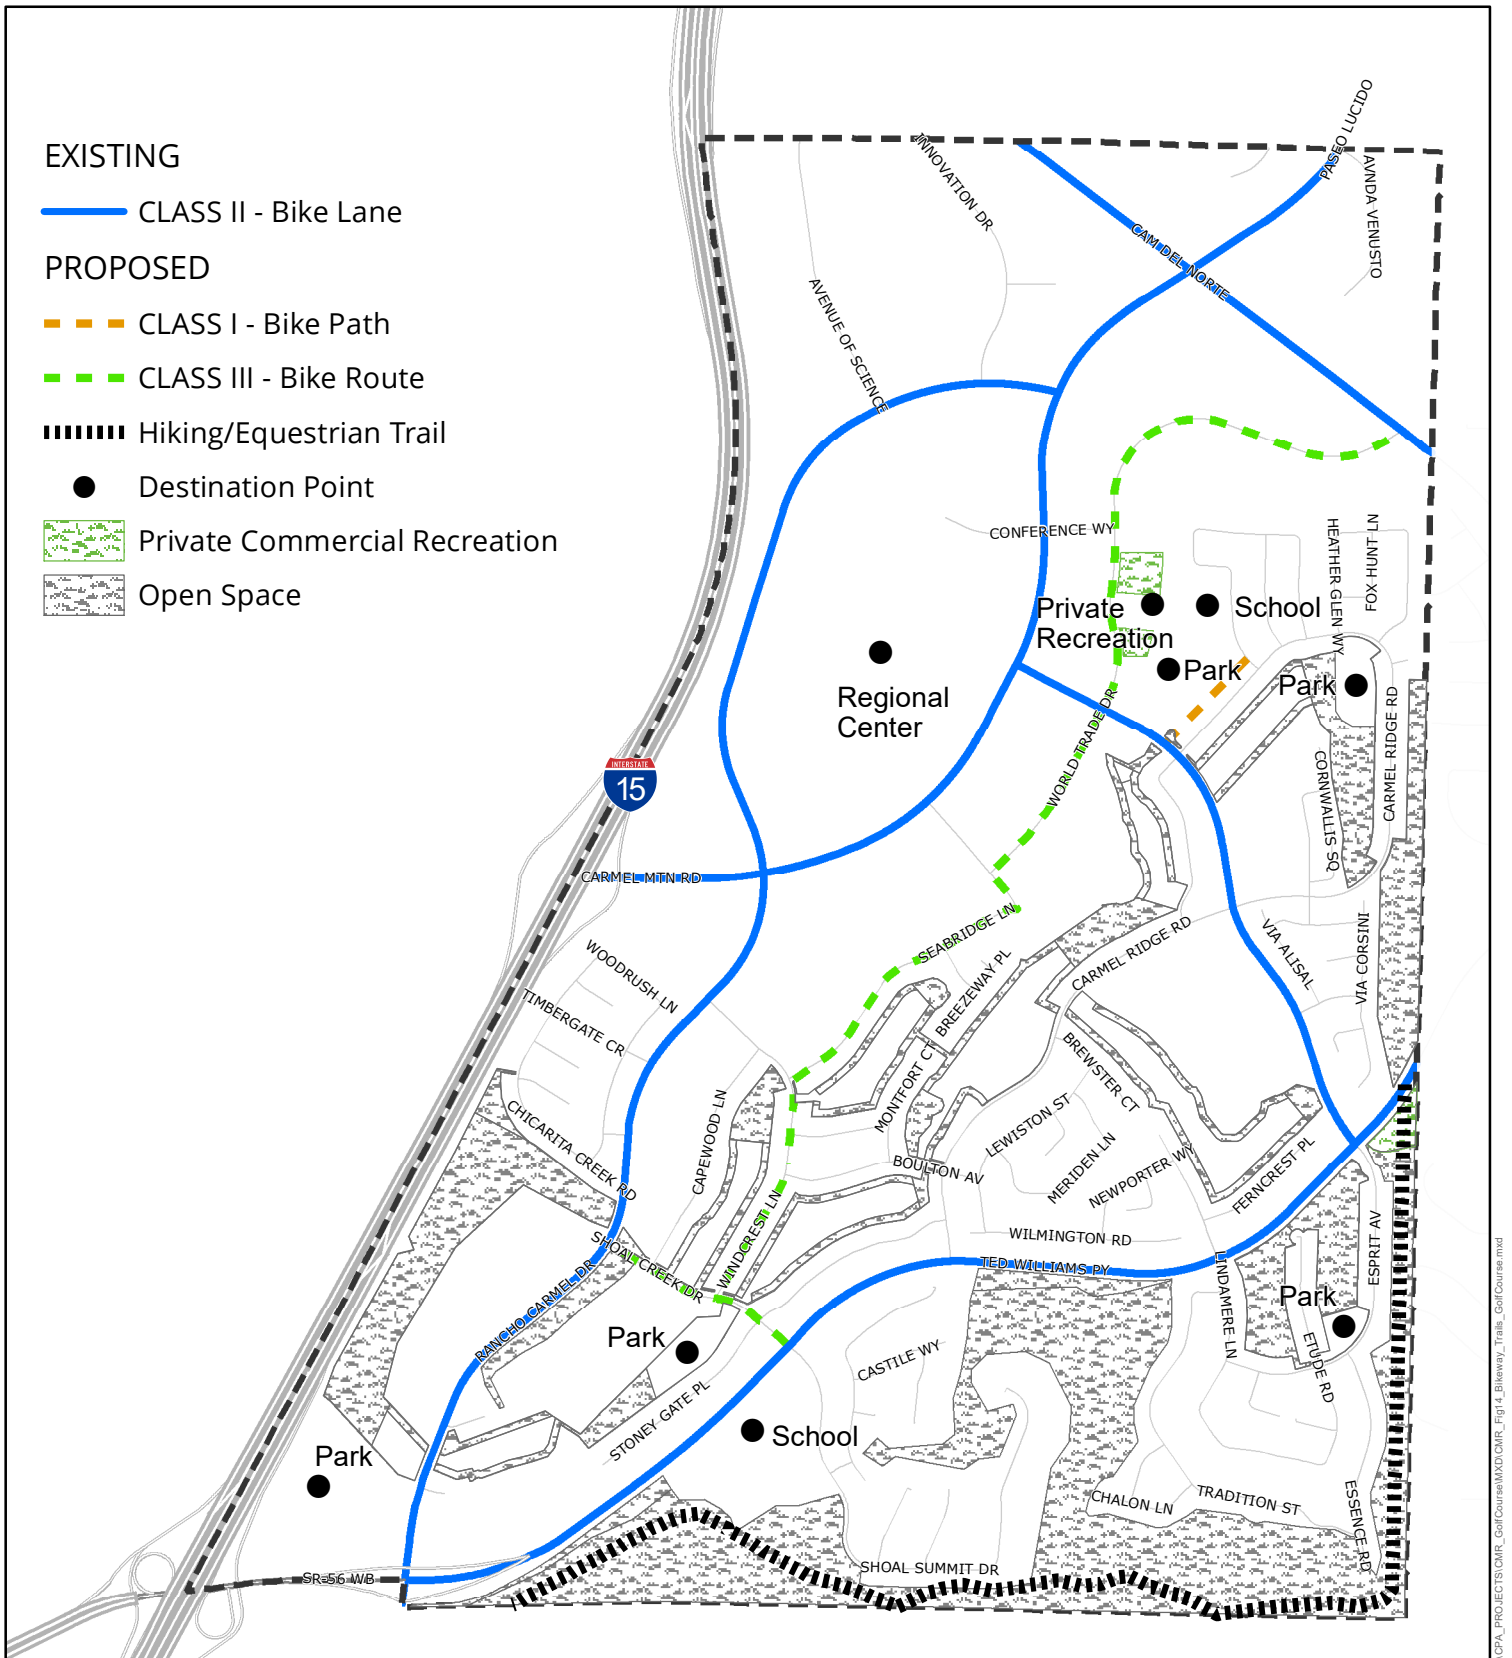 EXISTING
CLASS II - Bike Lane
PROPOSED
CLASS I - Bike Path
CLASS III - Bike Route
Hiking/Equestrian Trail
Destination Point
Private Commercial Recreation
Open Space
INNOVATION DR
PASEO LUCIDO
AVNDA VENUSTO
CAM DEL NORTE
AVENUE OF SCIENCE
CONFERENCE WY
HEATHER GLEN WY
FOX HUNT LN
Private
Recreation
School
Park
Park
Regional
Center
WORLD TRADE DR
CARMEL RIDGE RD
CORNWALLIS SQ
INTERSTATE
15
CARMEL MTN RD
SEABRIDGE LN
BREEZEWAY PL
CARMEL RIDGE RD
VIA ALISAL
VIA CORSINI
WOODRUSH LN
TIMBERGATE CR
MONTFORT CT
BREWSTER CT
CHICARITA CREEK RD
CAPEWOOD LN
LEWISTON ST
MERIDEN LN
NEWPORTER WY
FERNCREST PL
BOULTON AV
WINDCREST LN
WILMINGTON RD
TED WILLIAMS PY
LINDAMERE LN
ESPRIT AV
SHOAL CREEK DR
RANCHO CARMEL DR
Park
Park
ETUDE RD
CASTILE WY
STONEY GATE PL
School
Park
CHALON LN
TRADITION ST
ESSENCE RD
SHOAL SUMMIT DR
SR-56 WB
\CPA_PROJECTS\CMR_GolfCourse\MXD\CMR_Fig14_Bikeway_Trails_GolfCourse.mxd